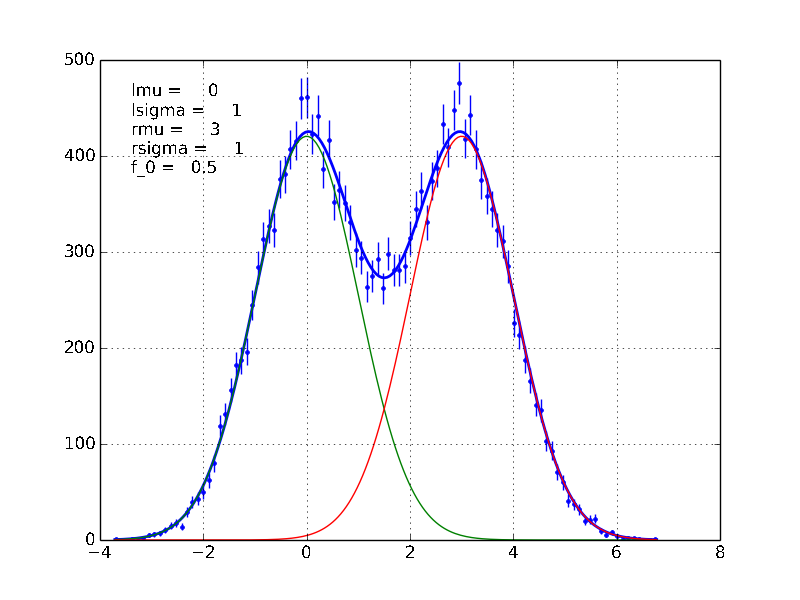 500
lmu = 0
lsigma = 1
rmu = 3
rsigma = 1
f_0 = 0.5
400
300
200
100
0
−4 −2 0 2 4 6 8